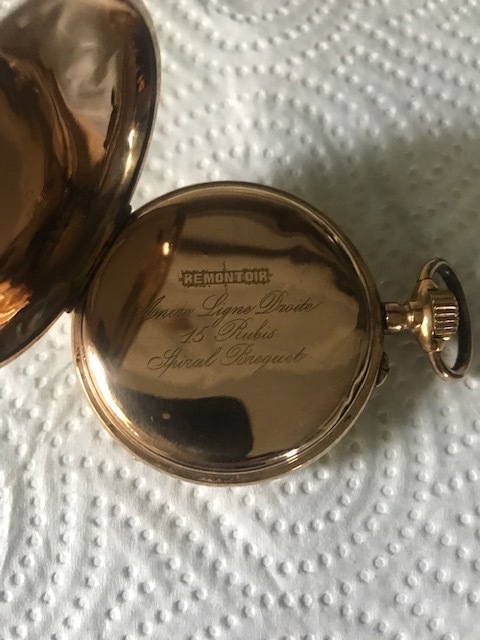 REMONTOIR
Ancre Ligne Droite
15 Rubis
Spiral Breguet